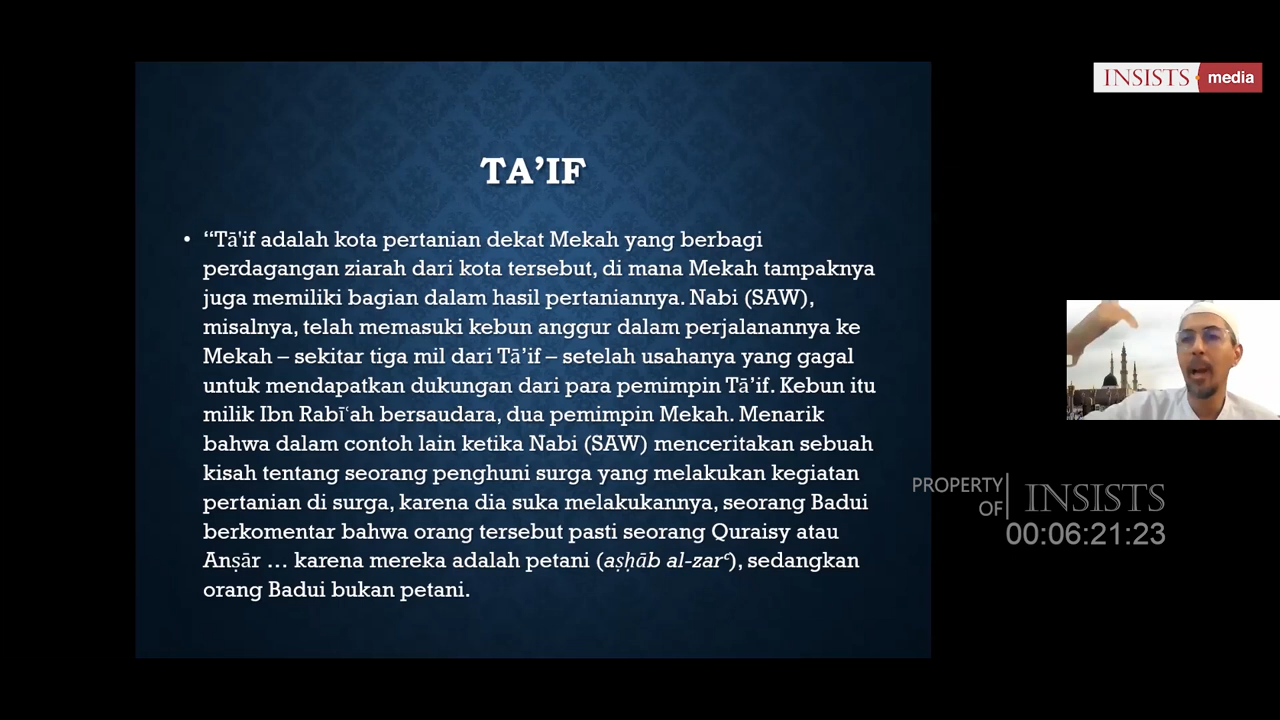 TA'IF
• “Tā'if adalah kota pertanian dekat Mekah yang berbagi
perdagangan ziarah dari kota tersebut, di mana Mekah tampaknya
juga memiliki bagian dalam hasil pertaniannya. Nabi (SAW),
misalnya, telah memasuki kebun anggur dalam perjalanannya ke
Mekah – sekitar tiga mil dari Tā’if – setelah usahanya yang gagal
untuk mendapatkan dukungan dari para pemimpin Tā’if. Kebun itu
milik Ibn Rabīʿah bersaudara, dua pemimpin Mekah. Menarik
bahwa dalam contoh lain ketika Nabi (SAW) menceritakan sebuah
kisah tentang seorang penghuni surga yang melakukan kegiatan
pertanian di surga, karena dia suka melakukannya, seorang Badui
berkomentar bahwa orang tersebut pasti seorang Quraisy atau
Anṣār … karena mereka adalah petani (aṣḥāb al-zarʿ), sedangkan
orang Badui bukan petani.
INSISTS media
PROPERTY OF INSISTS
00:06:21:23